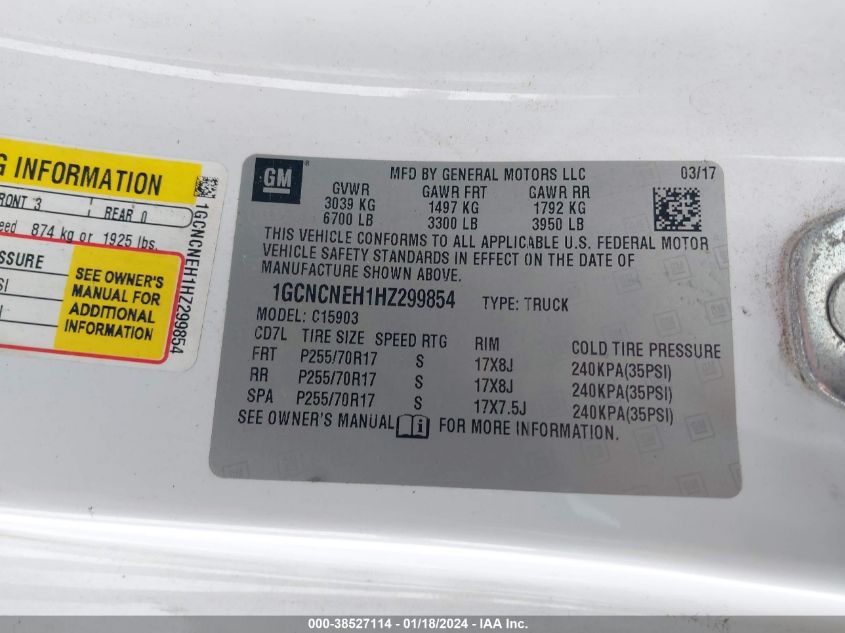 G INFORMATION
RONT 3 REAR 0
eed 874 kg or 1925 lbs.
ESSURE
SI
SEE OWNER'S
MANUAL FOR
ADDITIONAL
INFORMATION
1GCNCNEH1HZ299854
GM
MFD BY GENERAL MOTORS LLC 03/17
GVWR GAWR FRT GAWR RR
3039 KG 1497 KG 1792 KG
6700 LB 3300 LB 3950 LB
THIS VEHICLE CONFORMS TO ALL APPLICABLE U.S. FEDERAL MOTOR
VEHICLE SAFETY STANDARDS IN EFFECT ON THE DATE OF
MANUFACTURE SHOWN ABOVE.
1GCNCNEH1HZ299854 TYPE: TRUCK
MODEL: C15903
CD7L TIRE SIZE SPEED RTG RIM COLD TIRE PRESSURE
FRT P255/70R17 S 17X8J 240KPA(35PSI)
RR P255/70R17 S 17X8J 240KPA(35PSI)
SPA P255/70R17 S 17X7.5J 240KPA(35PSI)
SEE OWNER'S MANUAL FOR MORE INFORMATION.
000-38527114 - 01/18/2024 - IAA Inc.